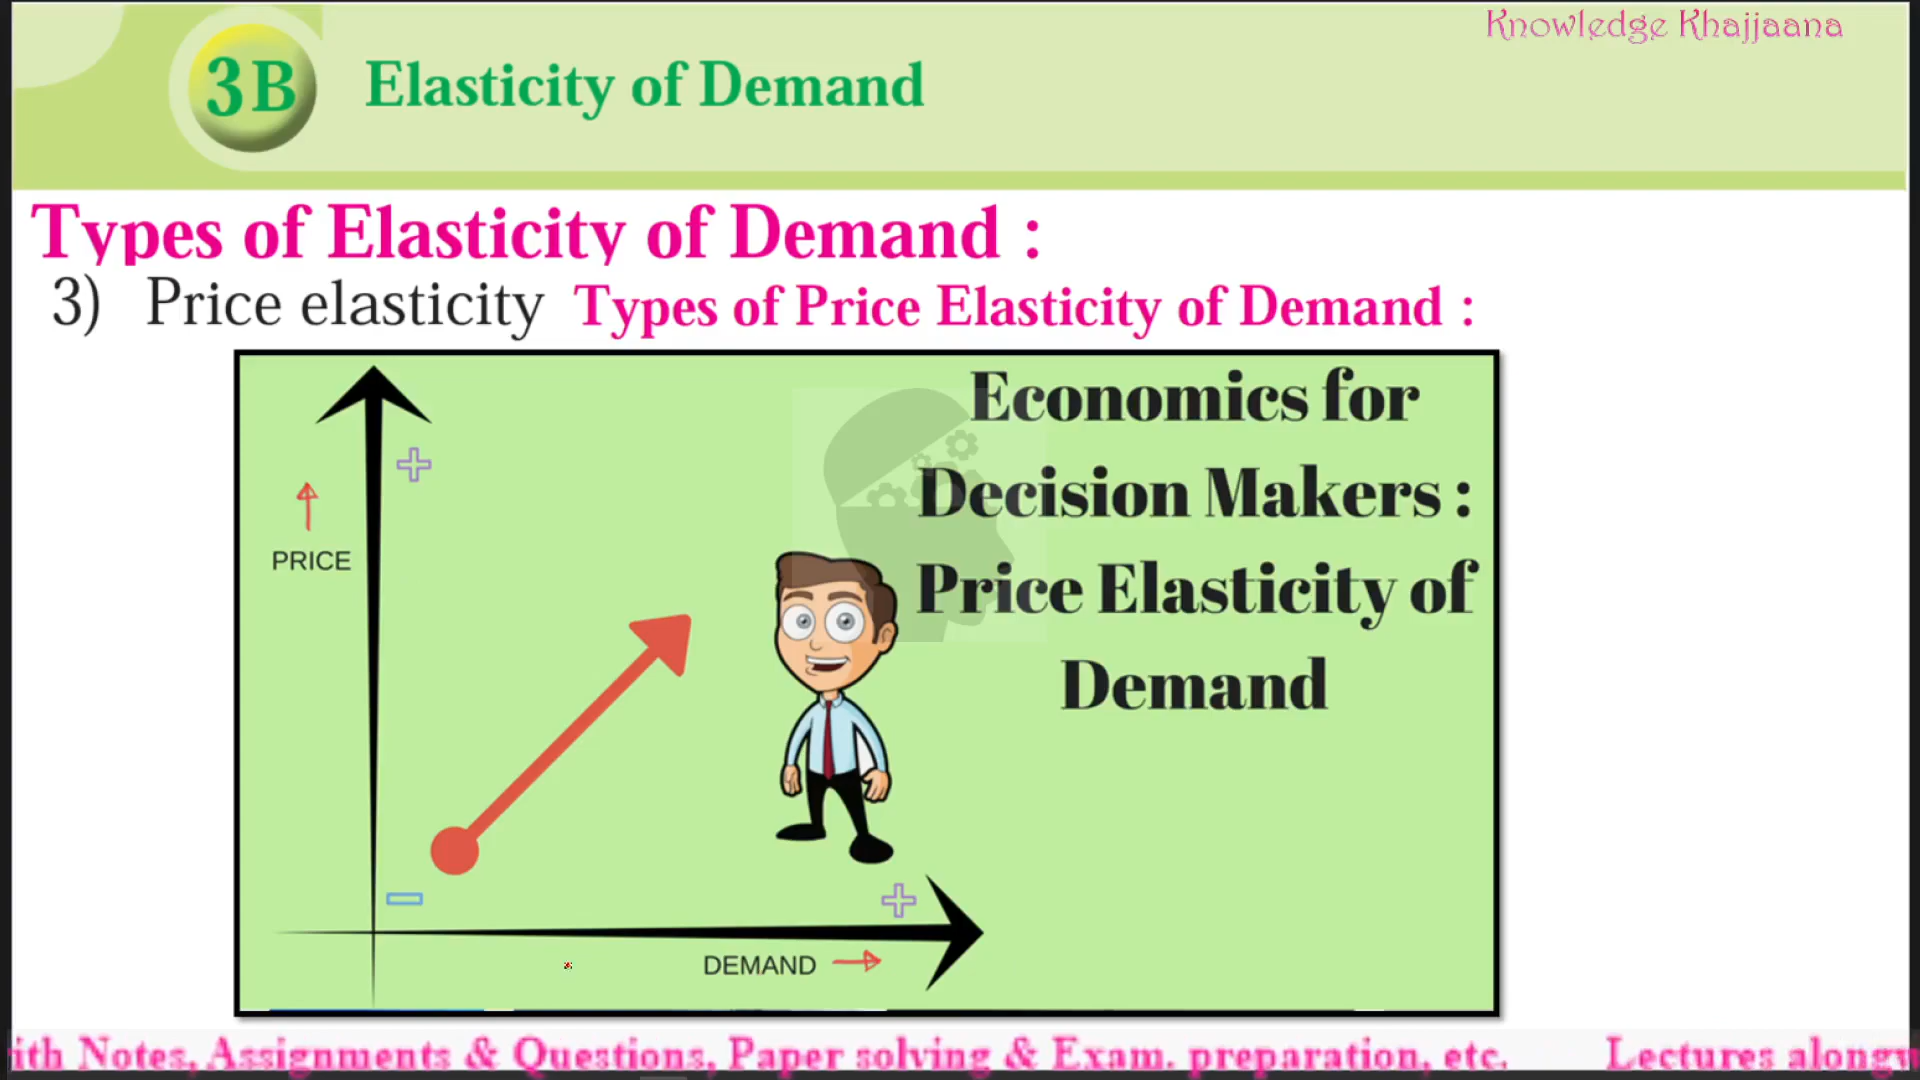 Knowledge Khajjaana
3B Elasticity of Demand
Types of Elasticity of Demand :
3) Price elasticity Types of Price Elasticity of Demand :
Economics for
Decision Makers :
Price Elasticity of
Demand
PRICE
DEMAND
ith Notes, Assignments & Questions, Paper solving & Exam. preparation, etc. Lectures along